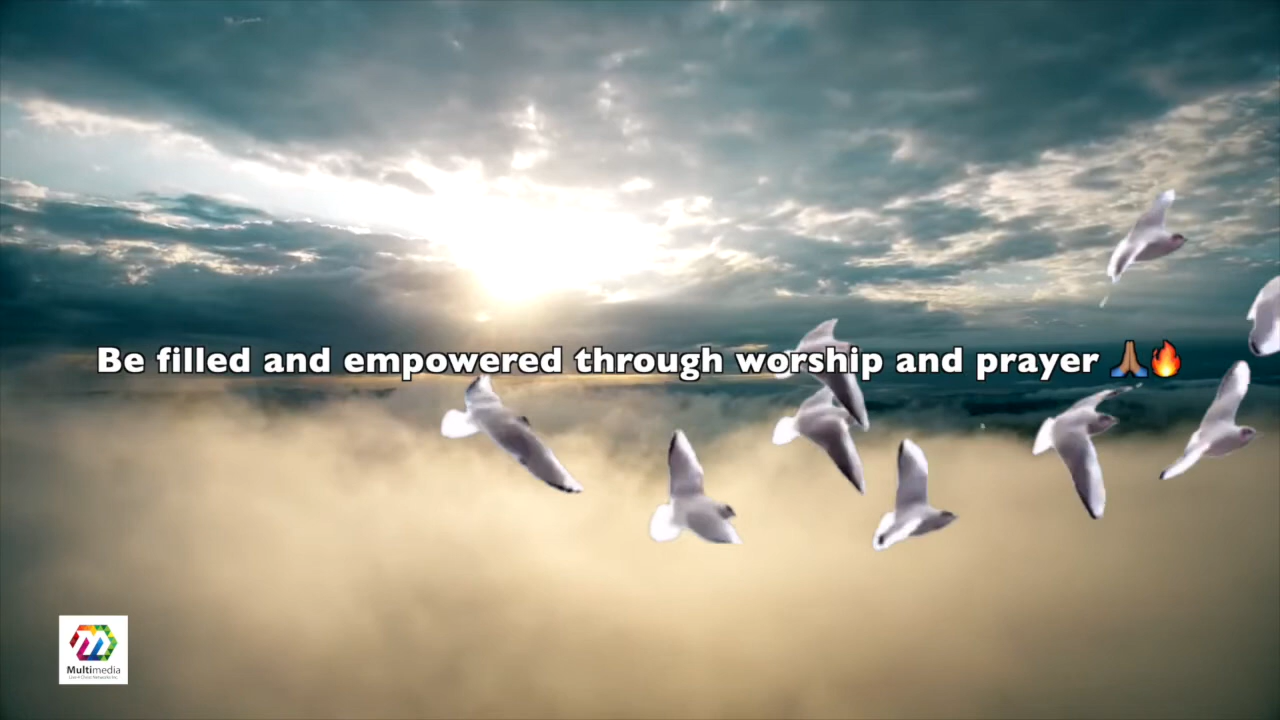 Be filled and empowered through worship and prayer 🙏🏾🔥
Multimedia